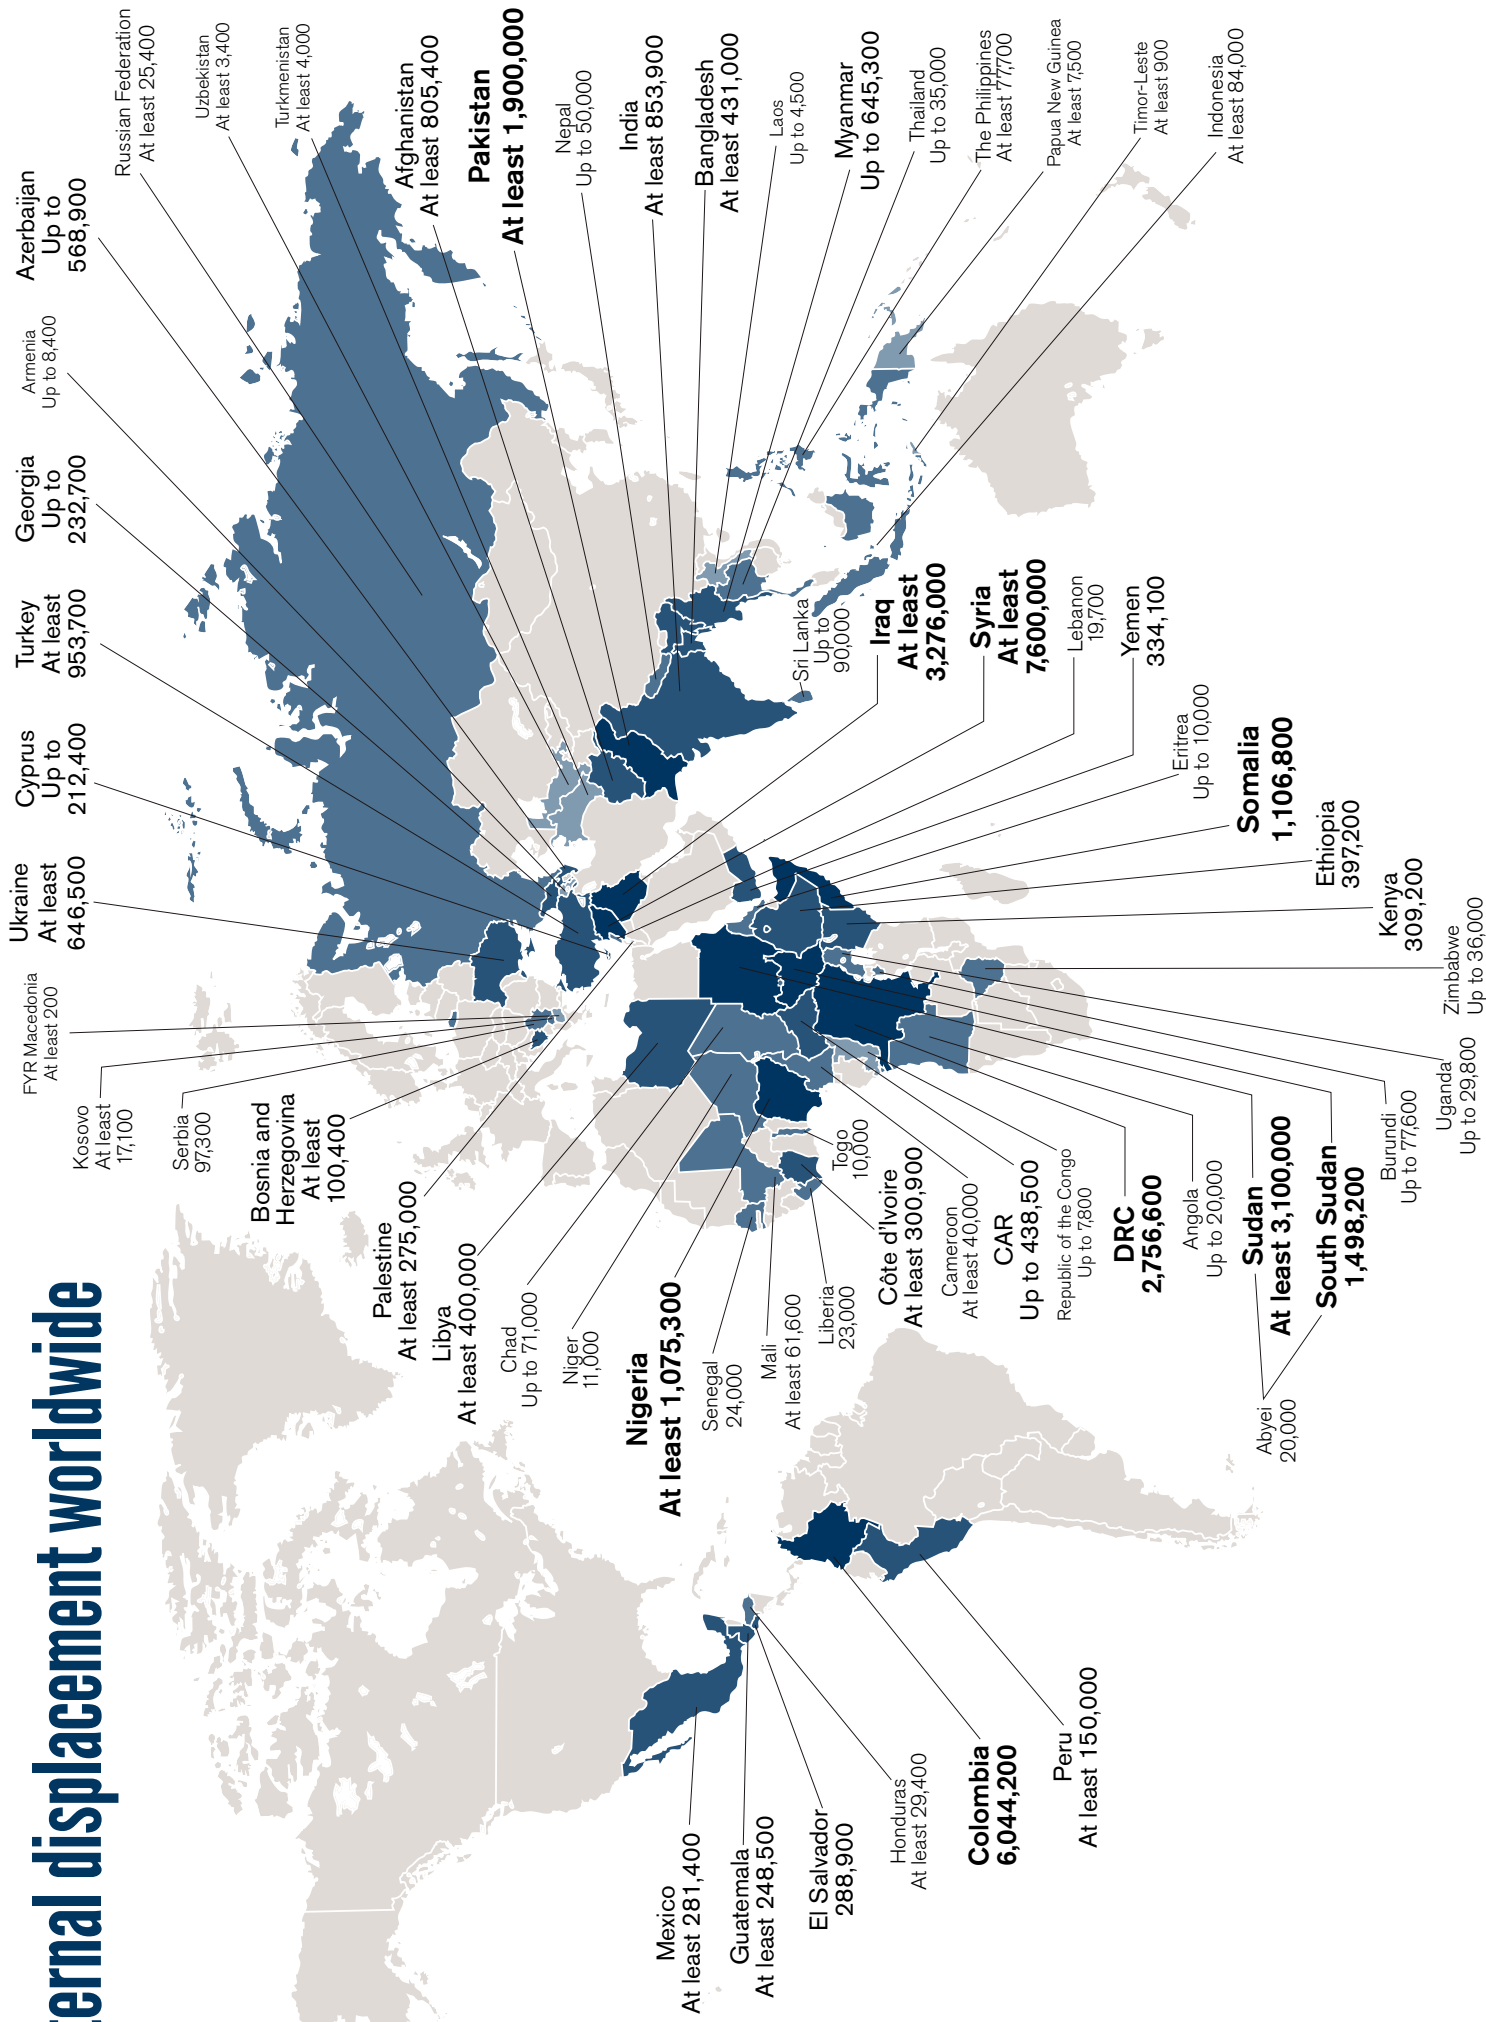 ternal displacement worldwide
Ukraine
At least
646,500
Cyprus
Up to
212,400
Turkey
At least
953,700
Georgia
Up to
232,700
Armenia
Up to 8,400
Azerbaijan
Up to
568,900
Russian Federation
At least 25,400
Uzbekistan
At least 3,400
Turkmenistan
At least 4,000
Afghanistan
At least 805,400
Pakistan
At least 1,900,000
Nepal
Up to 50,000
India
At least 853,900
Bangladesh
At least 431,000
Laos
Up to 4,500
Myanmar
Up to 645,300
Thailand
Up to 35,000
The Philippines
At least 77,700
Papua New Guinea
At least 7,500
Timor-Leste
At least 900
Indonesia
At least 84,000
FYR Macedonia
At least 200
Kosovo
At least
17,100
Serbia
97,300
Bosnia and
Herzegovina
At least
100,400
Palestine
At least 275,000
Libya
At least 400,000
Chad
Up to 71,000
Niger
11,000
Nigeria
At least 1,075,300
Senegal
24,000
Mali
At least 61,600
Liberia
23,000
Togo
10,000
Côte d'Ivoire
At least 300,900
Cameroon
At least 40,000
CAR
Up to 438,500
Republic of the Congo
Up to 7,800
DRC
2,756,600
Angola
Up to 20,000
Sudan
At least 3,100,000
South Sudan
1,498,200
Abyei
20,000
Burundi
Up to 77,600
Uganda
Up to 29,800
Zimbabwe
Up to 36,000
Kenya
309,200
Ethiopia
397,200
Somalia
1,106,800
Eritrea
Up to 10,000
Yemen
334,100
Lebanon
19,700
Syria
At least
7,600,000
Iraq
At least
3,276,000
Sri Lanka
Up to
90,000
Mexico
At least 281,400
Guatemala
At least 248,500
El Salvador
288,900
Honduras
At least 29,400
Colombia
6,044,200
Peru
At least 150,000